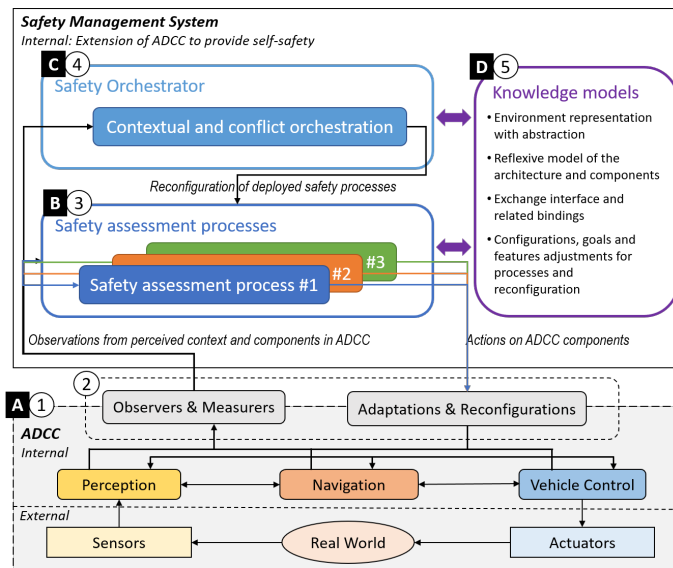 Safety Management System
Internal: Extension of ADCC to provide self-safety
C 4
Safety Orchestrator
Contextual and conflict orchestration
Reconfiguration of deployed safety processes
B 3
Safety assessment processes
#3
#2
Safety assessment process #1
D 5
Knowledge models
• Environment representation
with abstraction
• Reflexive model of the
architecture and components
• Exchange interface and
related bindings
• Configurations, goals and
features adjustments for
processes and
reconfiguration
Observations from perceived context and components in ADCC
Actions on ADCC components
2
A 1
Observers & Measurers
Adaptations & Reconfigurations
ADCC
Internal
Perception
Navigation
Vehicle Control
External
Sensors
Real World
Actuators